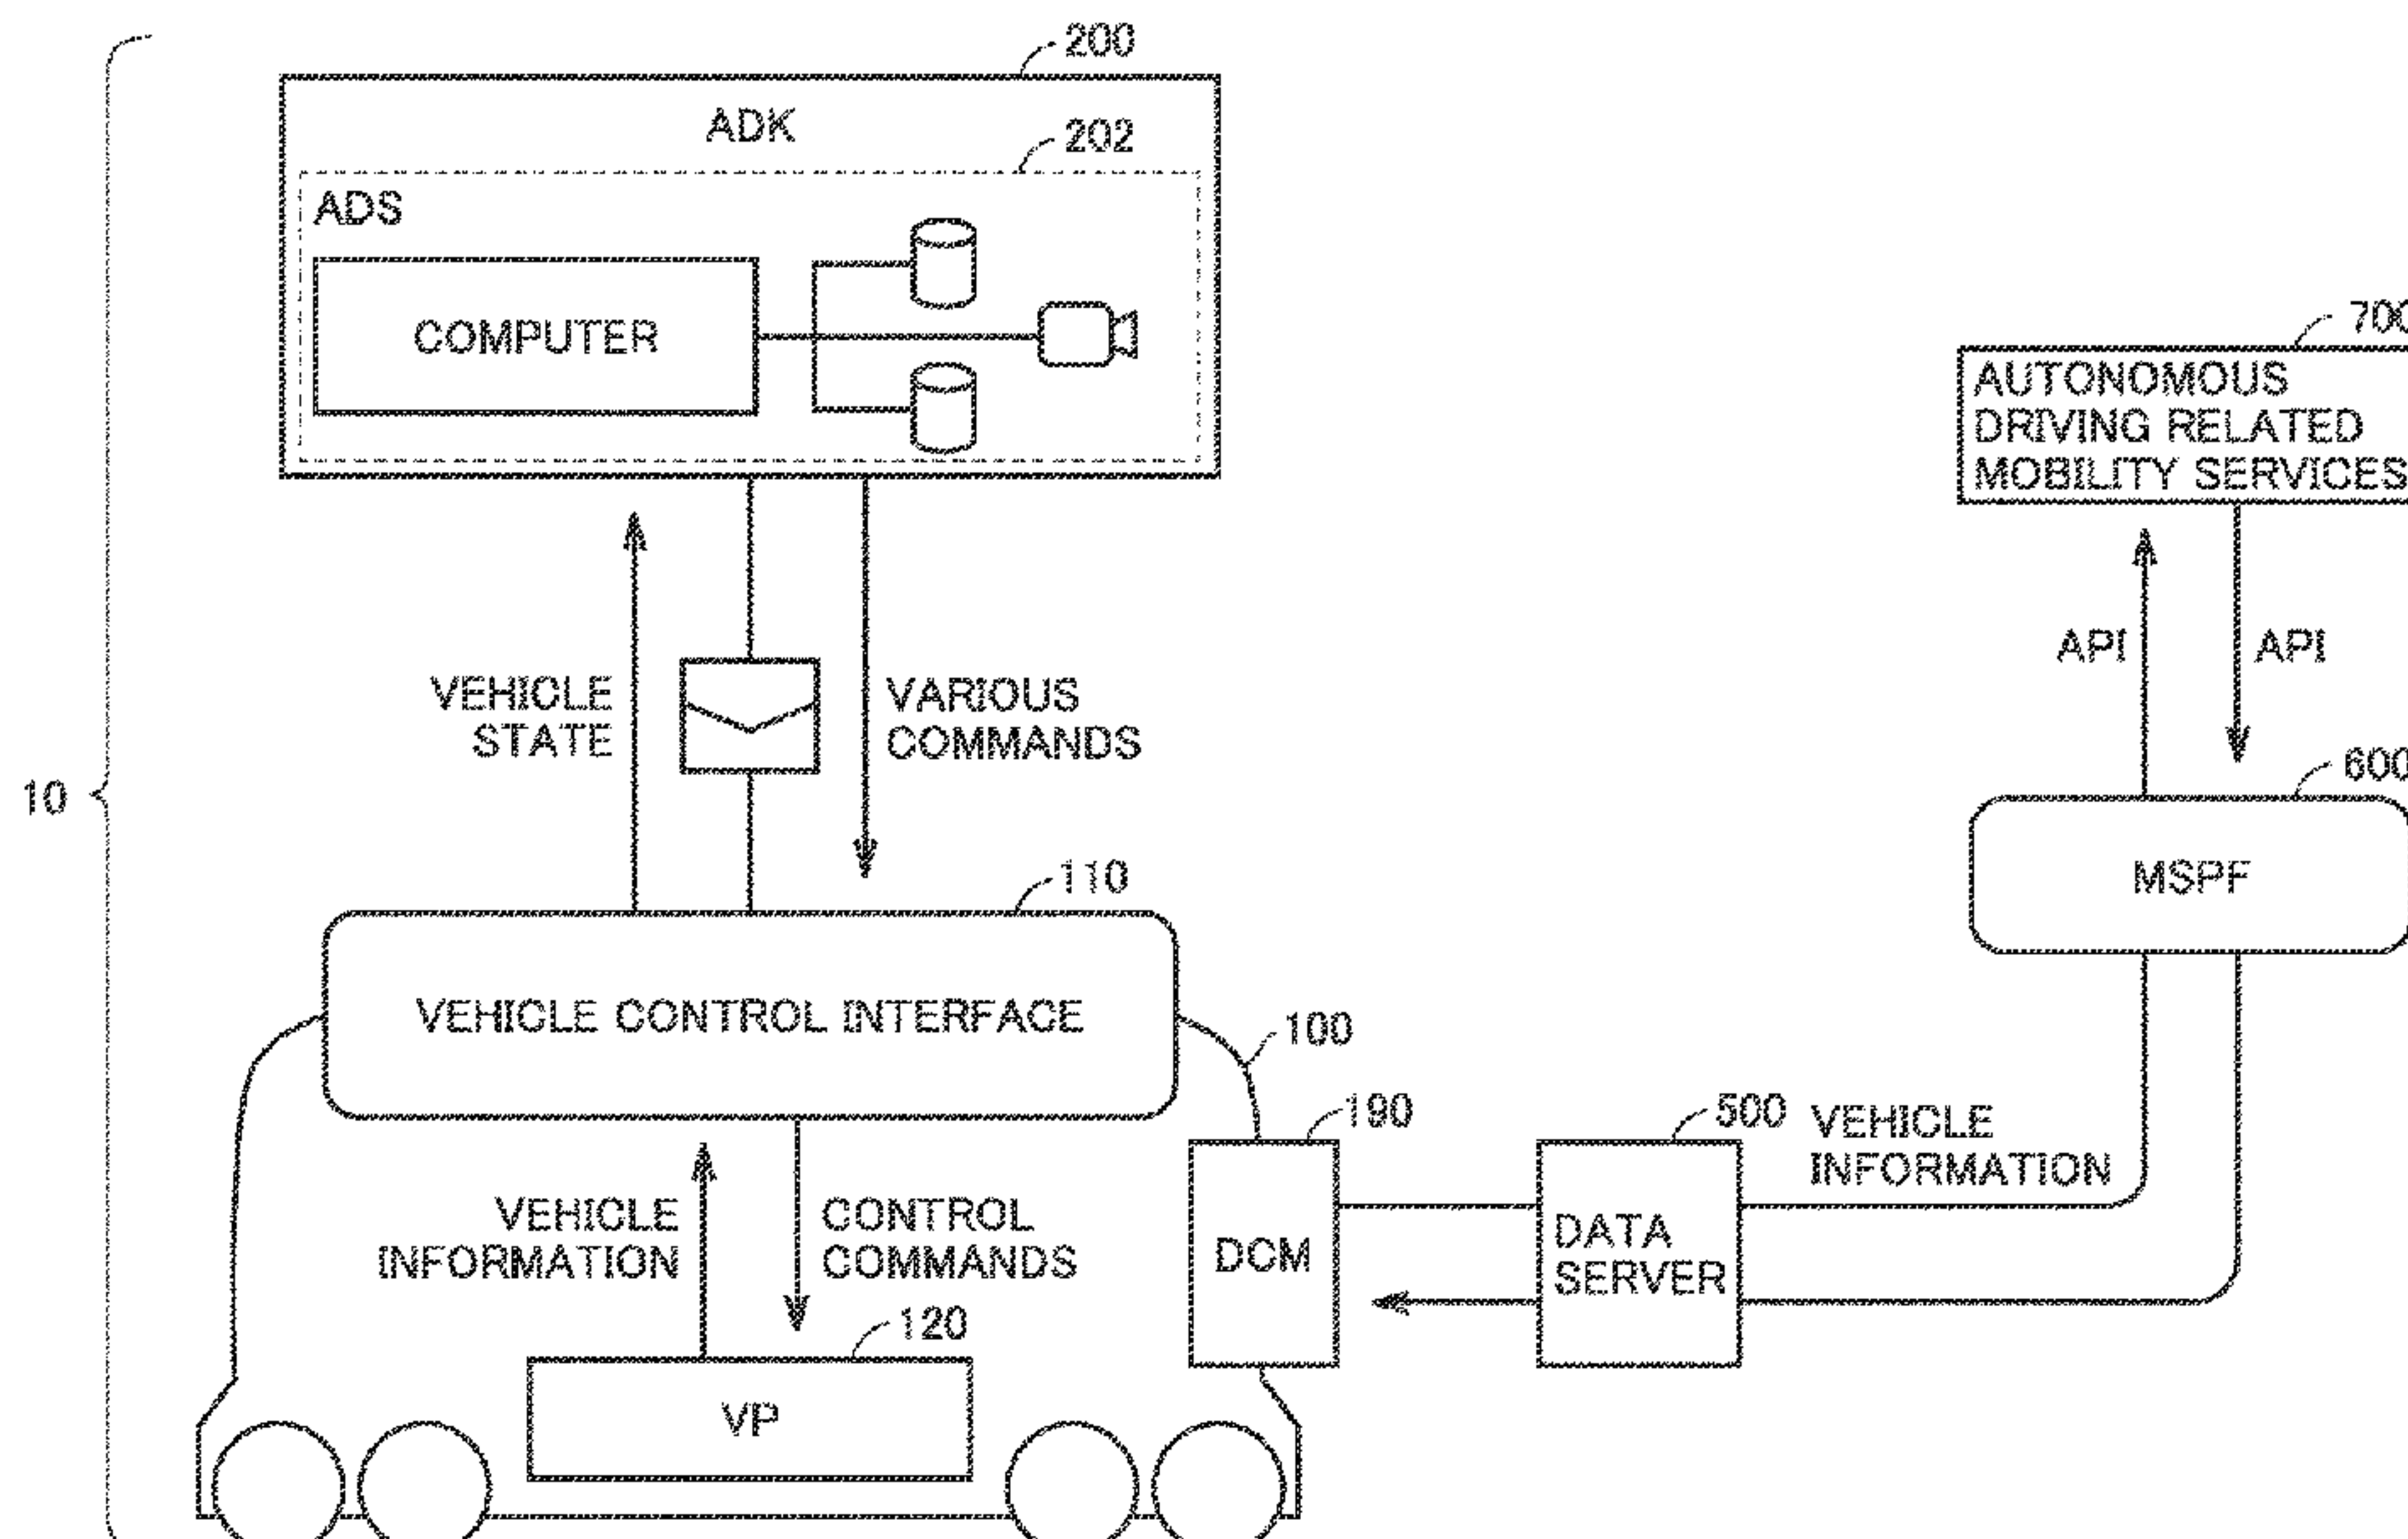 200
ADK
202
ADS
COMPUTER
700
AUTONOMOUS
DRIVING RELATED
MOBILITY SERVICES
API
API
VEHICLE
STATE
VARIOUS
COMMANDS
10
600
MSPF
110
VEHICLE CONTROL INTERFACE
100
190
500
VEHICLE
INFORMATION
VEHICLE
INFORMATION
CONTROL
COMMANDS
DCM
DATA
SERVER
120
VP